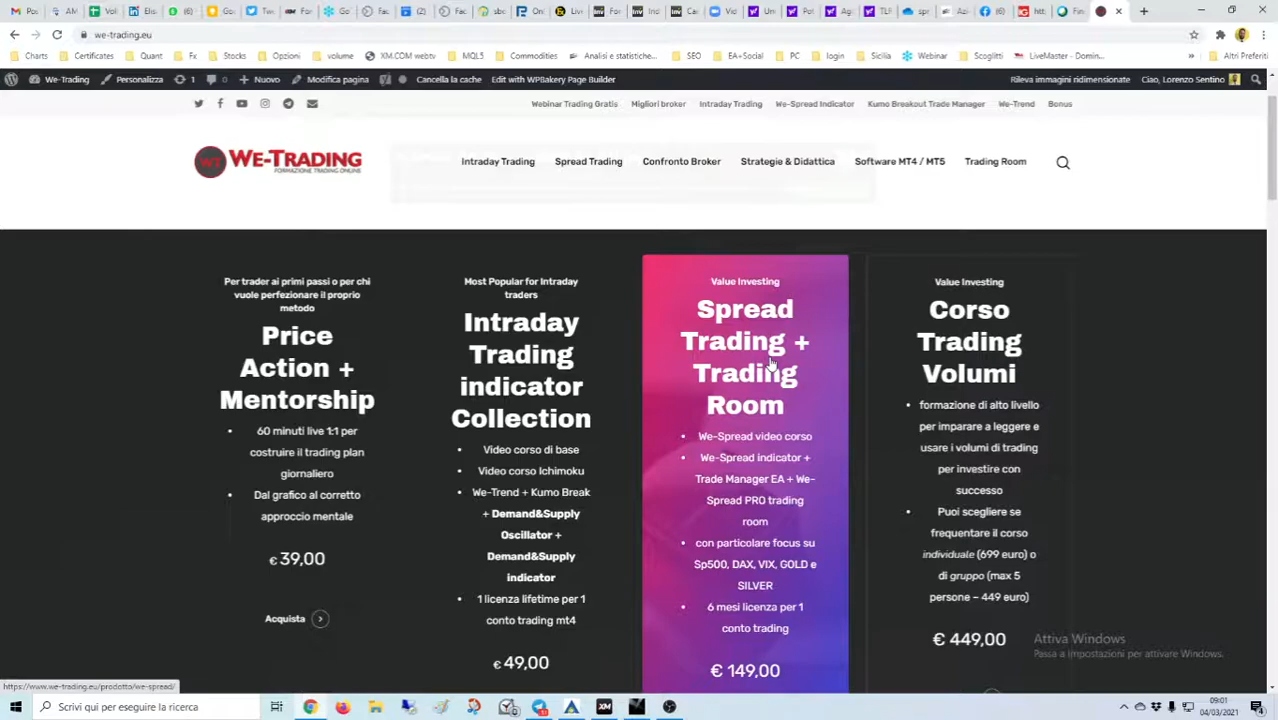 we-trading.eu
Charts Certificates Quant Fx Stocks Opzioni volume XM.COM webtv MQL5 Commodities Analisi e statistiche... SEO EA+Social PC login Sicilia Webinar Scoglitti LiveMaster - Domin... » Altri Preferiti
We-Trading Personalizza 1 0 Nuovo Modifica pagina Cancella la cache Edit with WPBakery Page Builder Rileva immagini ridimensionate Ciao, Lorenzo Sentino
Webinar Trading Gratis Migliori broker Intraday Trading We-Spread Indicator Kumo Breakout Trade Manager We-Trend Bonus
WT WE-TRADING
FORMAZIONE TRADING ONLINE
Intraday Trading Spread Trading Confronto Broker Strategie & Didattica Software MT4 / MT5 Trading Room
Per trader ai primi passi o per chi
vuole perfezionare il proprio
metodo
Price
Action +
Mentorship
• 60 minuti live 1:1 per
costruire il trading plan
giornaliero
• Dal grafico al corretto
approccio mentale
€ 39,00
Acquista
Most Popular for Intraday
traders
Intraday
Trading
indicator
Collection
• Video corso di base
• Video corso Ichimoku
• We-Trend + Kumo Break
+ Demand&Supply
Oscillator +
Demand&Supply
indicator
• 1 licenza lifetime per 1
conto trading mt4
€ 49,00
Value Investing
Spread
Trading +
Trading
Room
• We-Spread video corso
• We-Spread indicator +
Trade Manager EA + We-
Spread PRO trading
room
• con particolare focus su
Sp500, DAX, VIX, GOLD e
SILVER
• 6 mesi licenza per 1
conto trading
€ 149,00
Value Investing
Corso
Trading
Volumi
• formazione di alto livello
per imparare a leggere e
usare i volumi di trading
per investire con
successo
• Puoi scegliere se
frequentare il corso
individuale (699 euro) o
di gruppo (max 5
persone – 449 euro)
€ 449,00
Attiva Windows
Passa a Impostazioni per attivare Windows.
https://www.we-trading.eu/prodotto/we-spread/
Scrivi qui per eseguire la ricerca
XM
09:01
04/03/2021